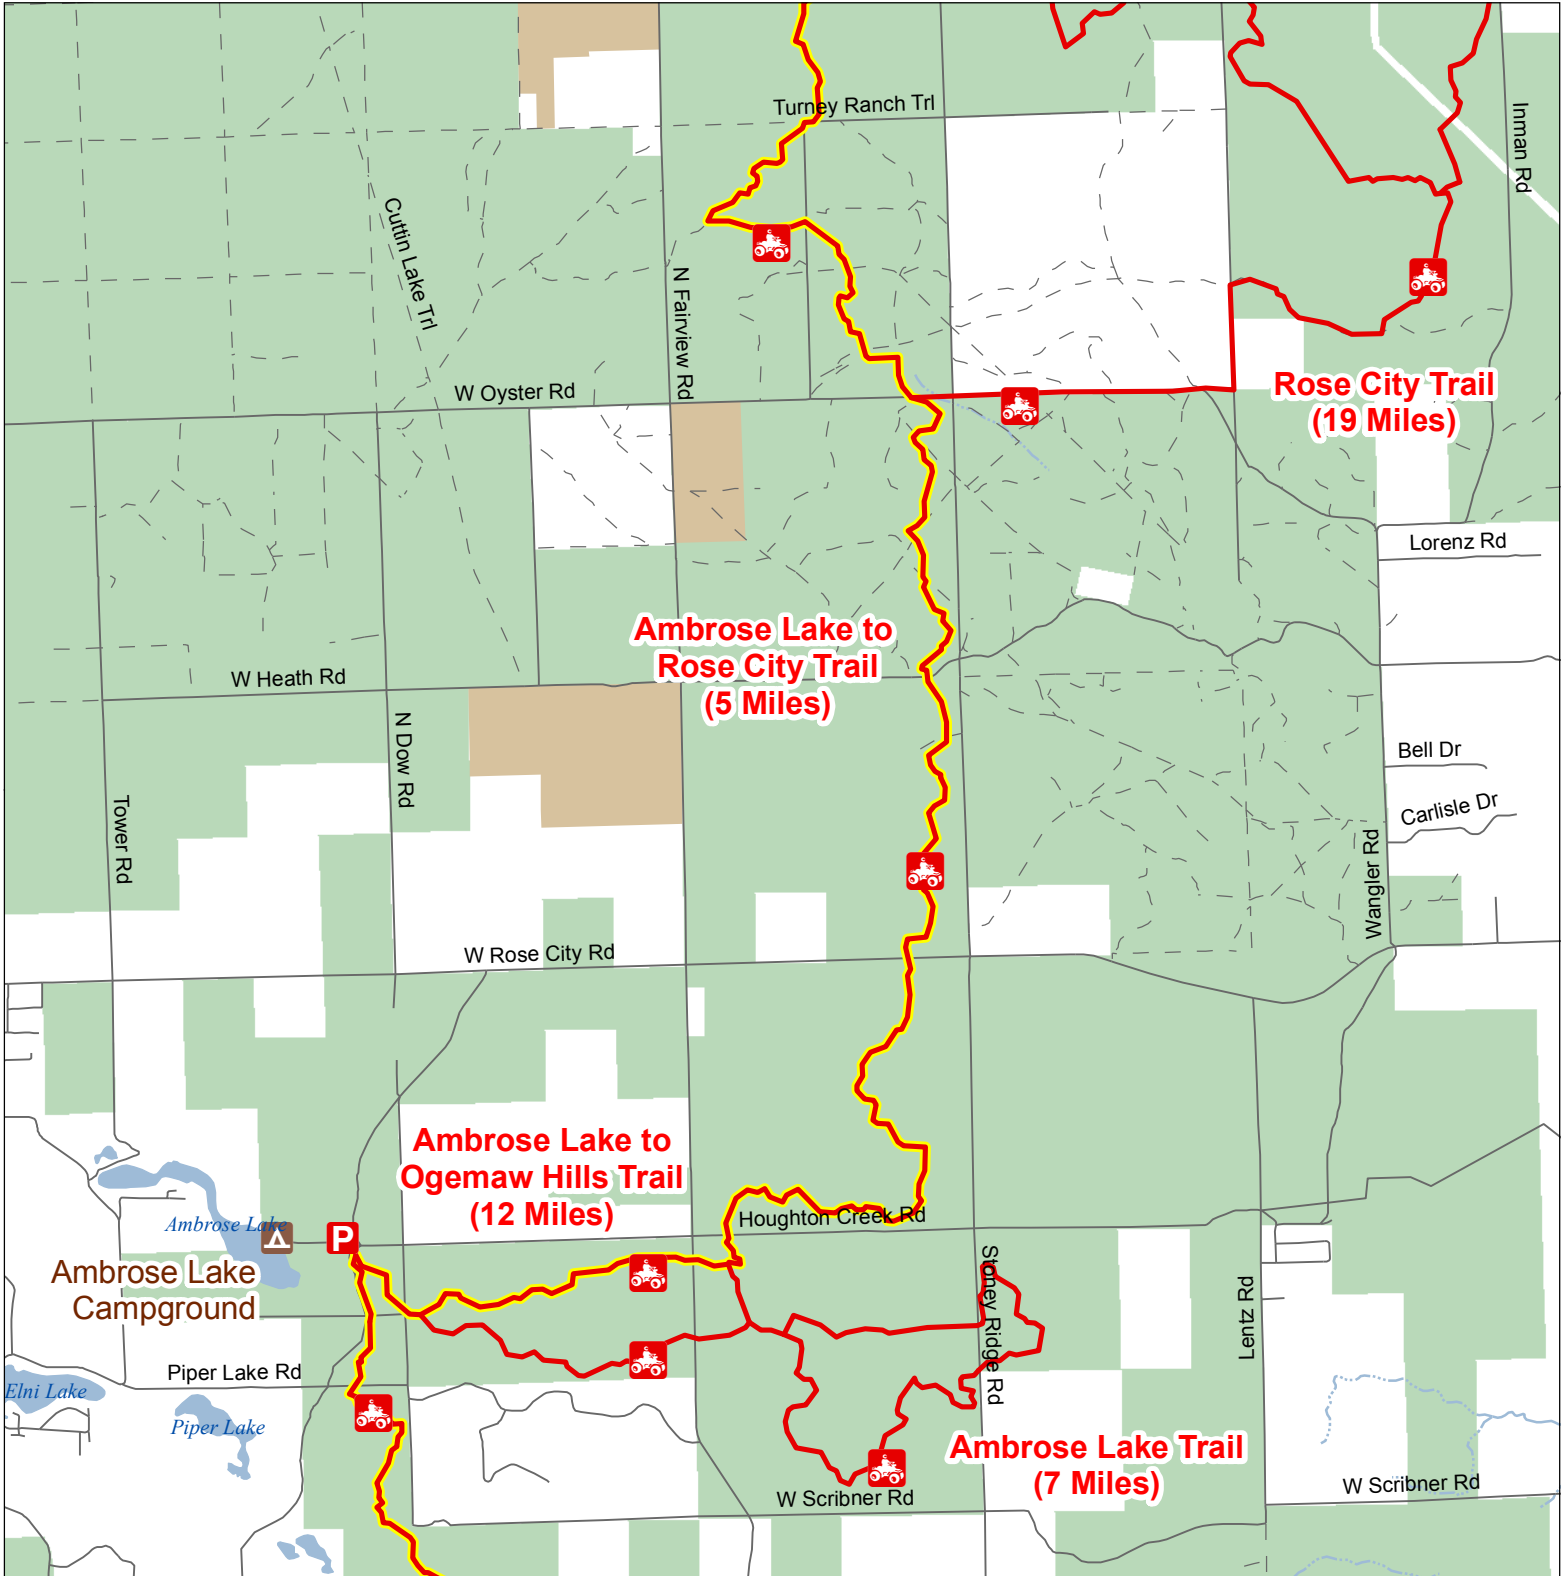 Turney Ranch Trl
Inman Rd
Cuttin Lake Trl
N Fairview Rd
W Oyster Rd
Rose City Trail
(19 Miles)
Lorenz Rd
Ambrose Lake to
Rose City Trail
(5 Miles)
W Heath Rd
N Dow Rd
Bell Dr
Carlisle Dr
Tower Rd
Wangler Rd
W Rose City Rd
Ambrose Lake to
Ogemaw Hills Trail
(12 Miles)
Houghton Creek Rd
Ambrose Lake
P
Ambrose Lake
Campground
Stoney Ridge Rd
Lentz Rd
Piper Lake Rd
Elni Lake
Piper Lake
Ambrose Lake Trail
(7 Miles)
W Scribner Rd
W Scribner Rd